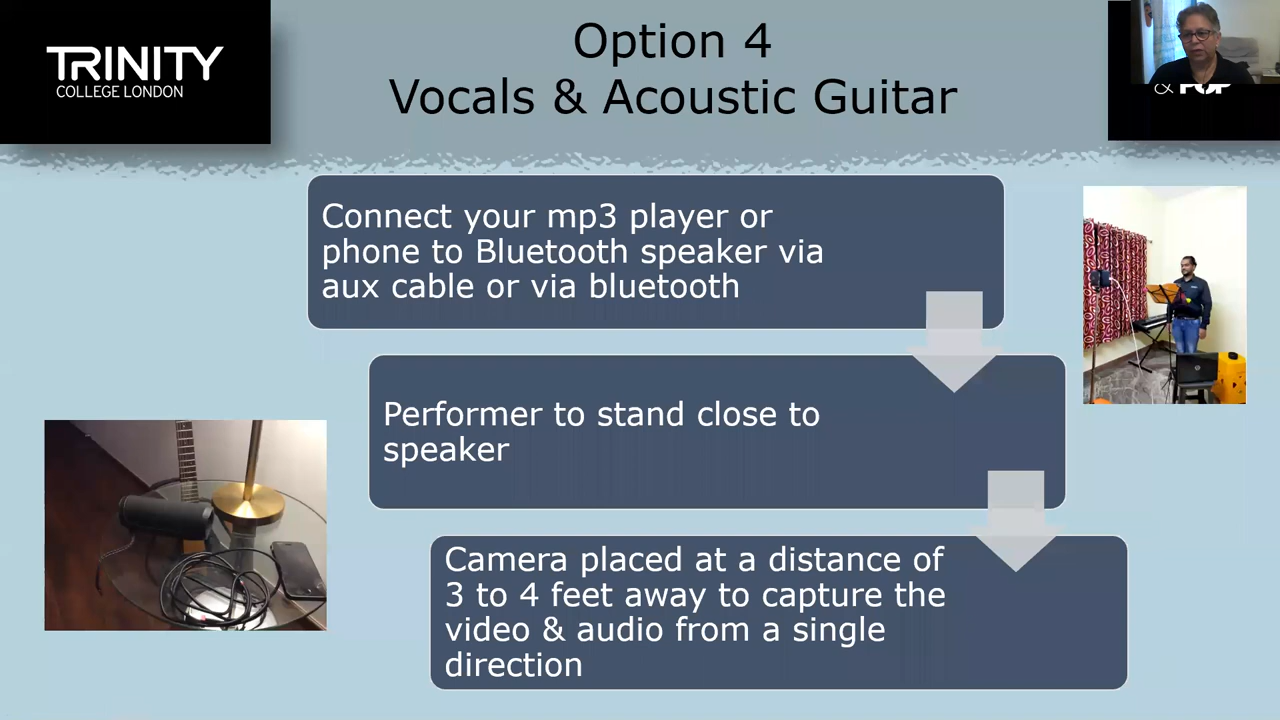 TRINITY
COLLEGE LONDON
Option 4
Vocals & Acoustic Guitar
Connect your mp3 player or
phone to Bluetooth speaker via
aux cable or via bluetooth
Performer to stand close to
speaker
Camera placed at a distance of
3 to 4 feet away to capture the
video & audio from a single
direction